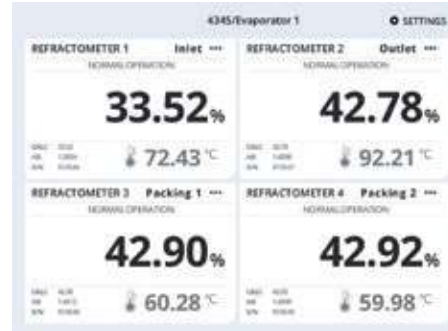 4345/Evaporator 1 SETTINGS
REFRACTOMETER 1 Inlet •••
NORMAL OPERATION
33.52%
72.43 °C
REFRACTOMETER 2 Outlet •••
NORMAL OPERATION
42.78%
92.21 °C
REFRACTOMETER 3 Packing 1 •••
NORMAL OPERATION
42.90%
60.28 °C
REFRACTOMETER 4 Packing 2 •••
NORMAL OPERATION
42.92%
59.98 °C